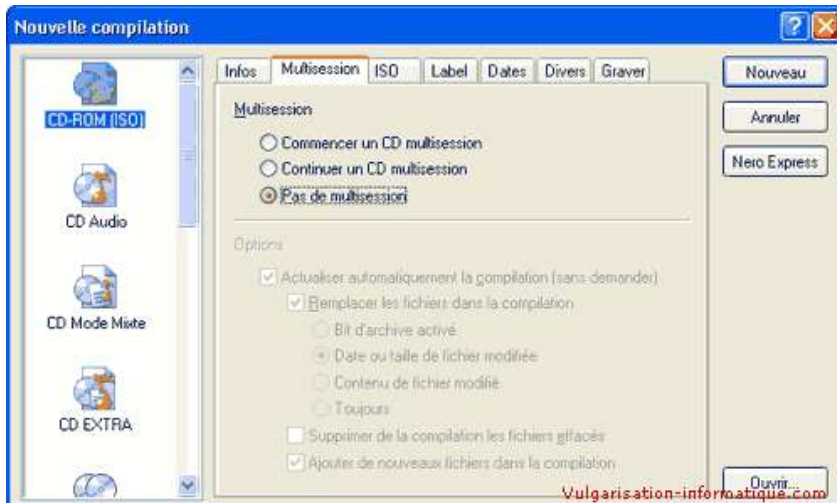 Nouvelle compilation
CD-ROM (ISO)
CD Audio
CD Mode Mixte
CD EXTRA
Infos
Multisession
ISO
Label
Dates
Divers
Graver
Multisession
Commencer un CD multisession
Continuer un CD multisession
Pas de multisession
Options
Actualiser automatiquement la compilation (sans demander)
Remplacer les fichiers dans la compilation
Bit d'archive activé
Date ou taille de fichier modifiée
Contenu de fichier modifié
Toujours
Supprimer de la compilation les fichiers effacés
Ajouter de nouveaux fichiers dans la compilation
Nouveau
Annuler
Nero Express
Ouvrir...
Vulgarisation-informatique.com